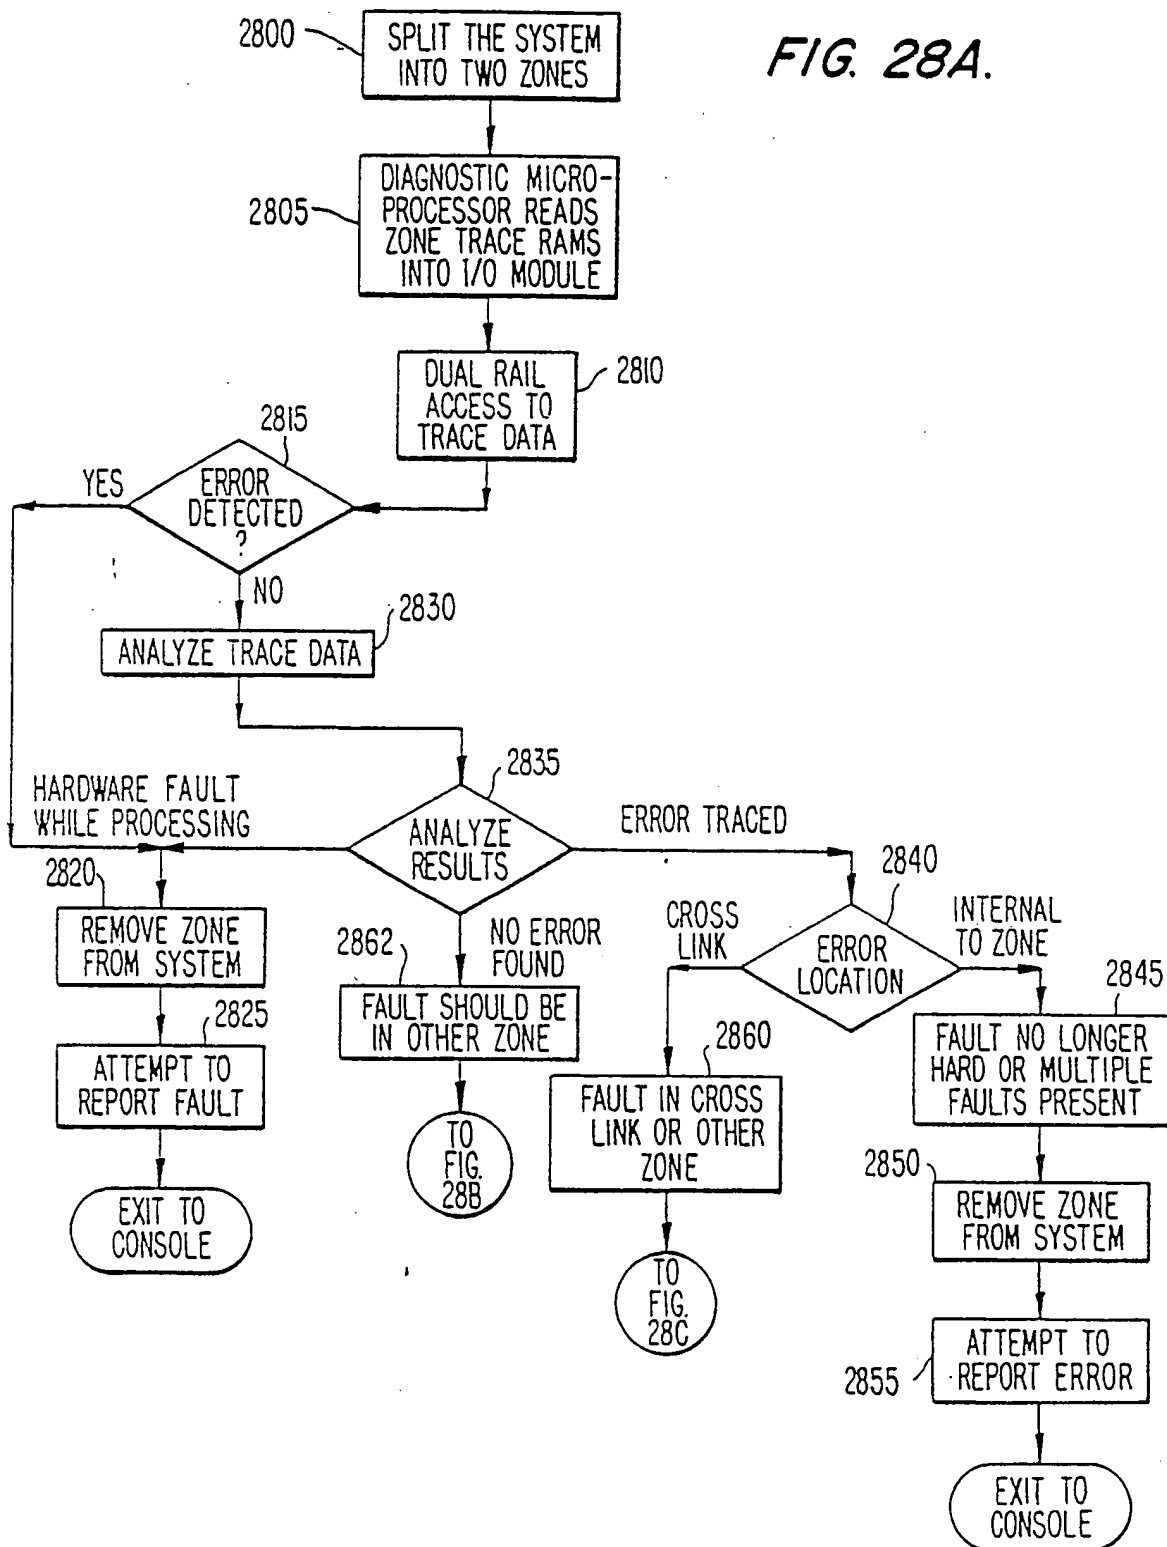 FIG. 28A.
2800
SPLIT THE SYSTEM
INTO TWO ZONES
2805
DIAGNOSTIC MICRO-
PROCESSOR READS
ZONE TRACE RAMS
INTO I/O MODULE
2810
DUAL RAIL
ACCESS TO
TRACE DATA
2815
YES
ERROR
DETECTED
?
NO
2830
ANALYZE TRACE DATA
2835
HARDWARE FAULT
WHILE PROCESSING
ANALYZE
RESULTS
ERROR TRACED
2820
REMOVE ZONE
FROM SYSTEM
2825
ATTEMPT TO
REPORT FAULT
EXIT TO
CONSOLE
NO ERROR
FOUND
2862
FAULT SHOULD BE
IN OTHER ZONE
TO
FIG.
28B
2840
CROSS
LINK
ERROR
LOCATION
INTERNAL
TO ZONE
2860
FAULT IN CROSS
LINK OR OTHER
ZONE
TO
FIG.
28C
2845
FAULT NO LONGER
HARD OR MULTIPLE
FAULTS PRESENT
2850
REMOVE ZONE
FROM SYSTEM
2855
ATTEMPT TO
REPORT ERROR
EXIT TO
CONSOLE